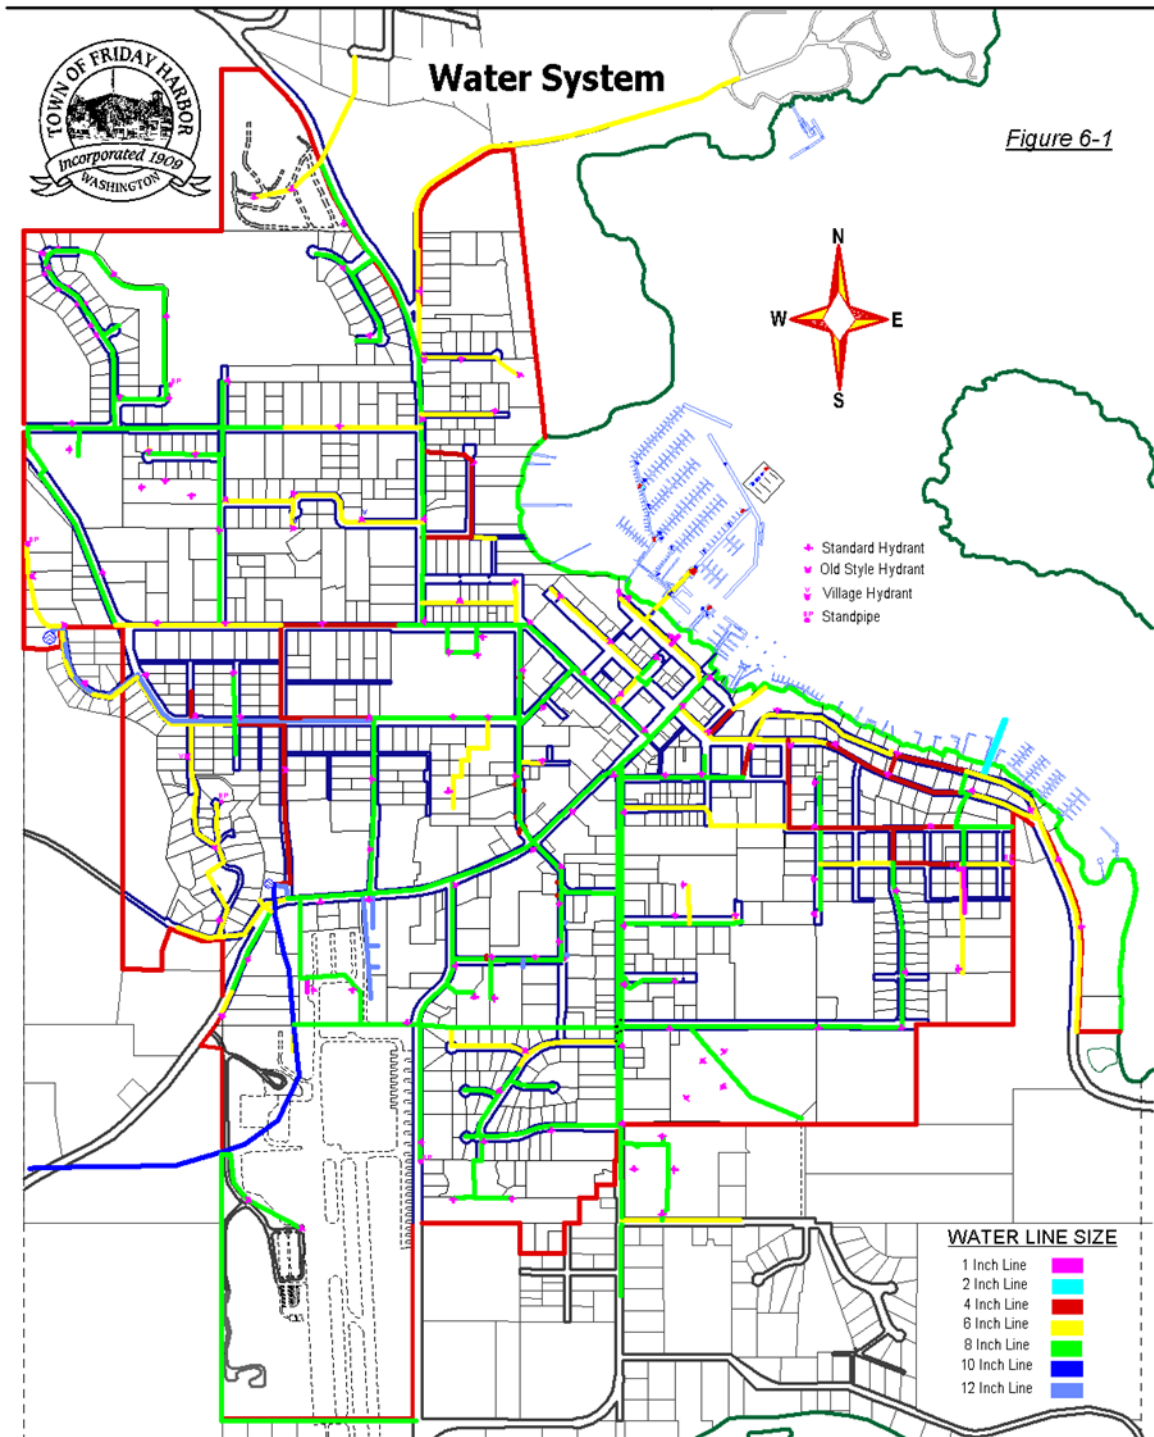 TOWN OF FRIDAY HARBOR
Incorporated 1909
WASHINGTON
Water System
Figure 6-1
N
W E
S
Standard Hydrant
Old Style Hydrant
V Village Hydrant
SP Standpipe
WATER LINE SIZE
1 Inch Line
2 Inch Line
4 Inch Line
6 Inch Line
8 Inch Line
10 Inch Line
12 Inch Line